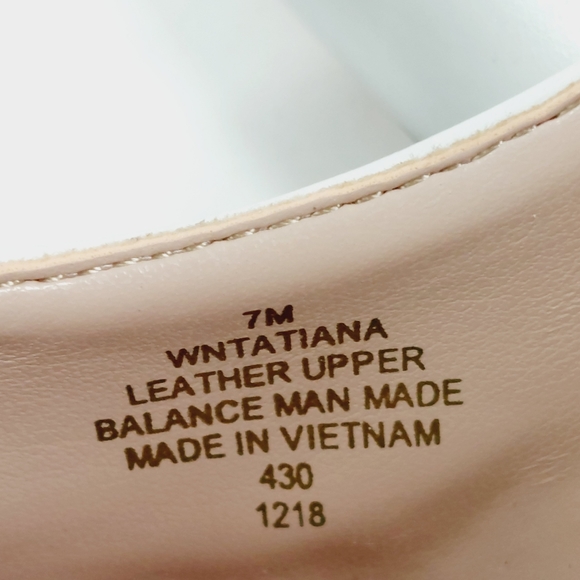 7M
WNTATIANA
LEATHER UPPER
BALANCE MAN MADE
MADE IN VIETNAM
430
1218